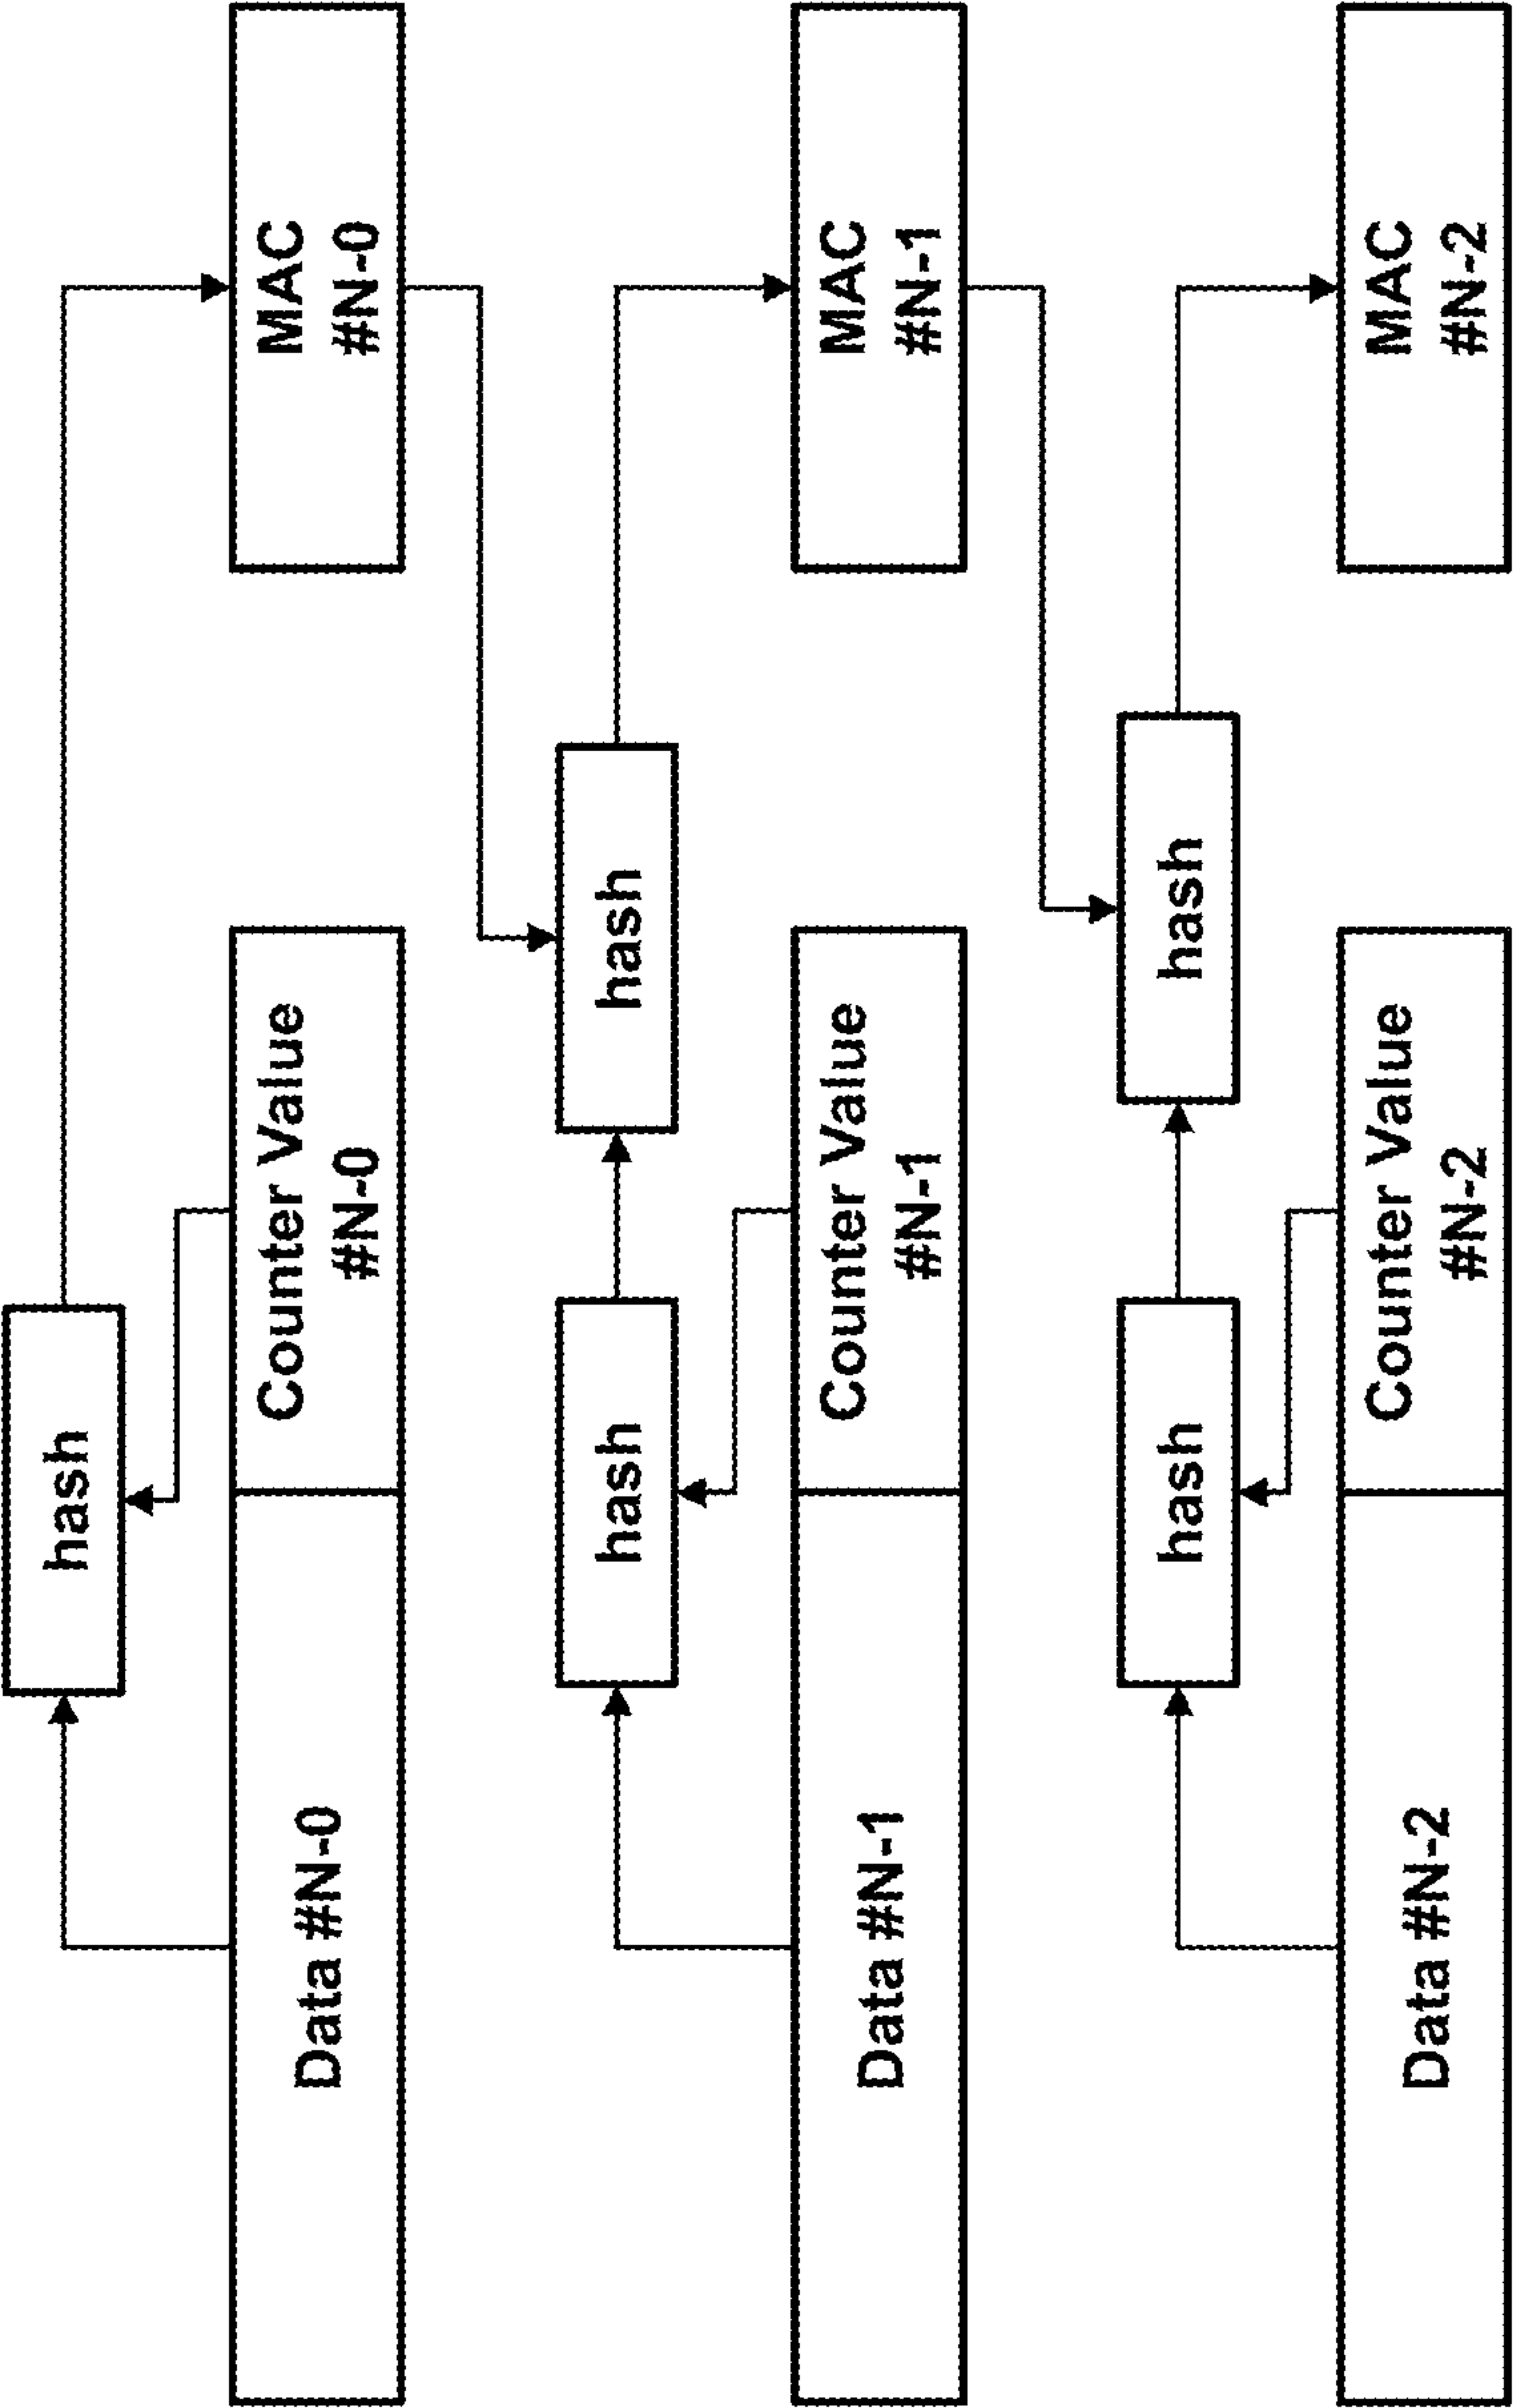 hash
Data #N-0
Counter Value
#N-0
MAC
#N-0
hash
hash
Data #N-1
Counter Value
#N-1
MAC
#N-1
hash
hash
Data #N-2
Counter Value
#N-2
MAC
#N-2